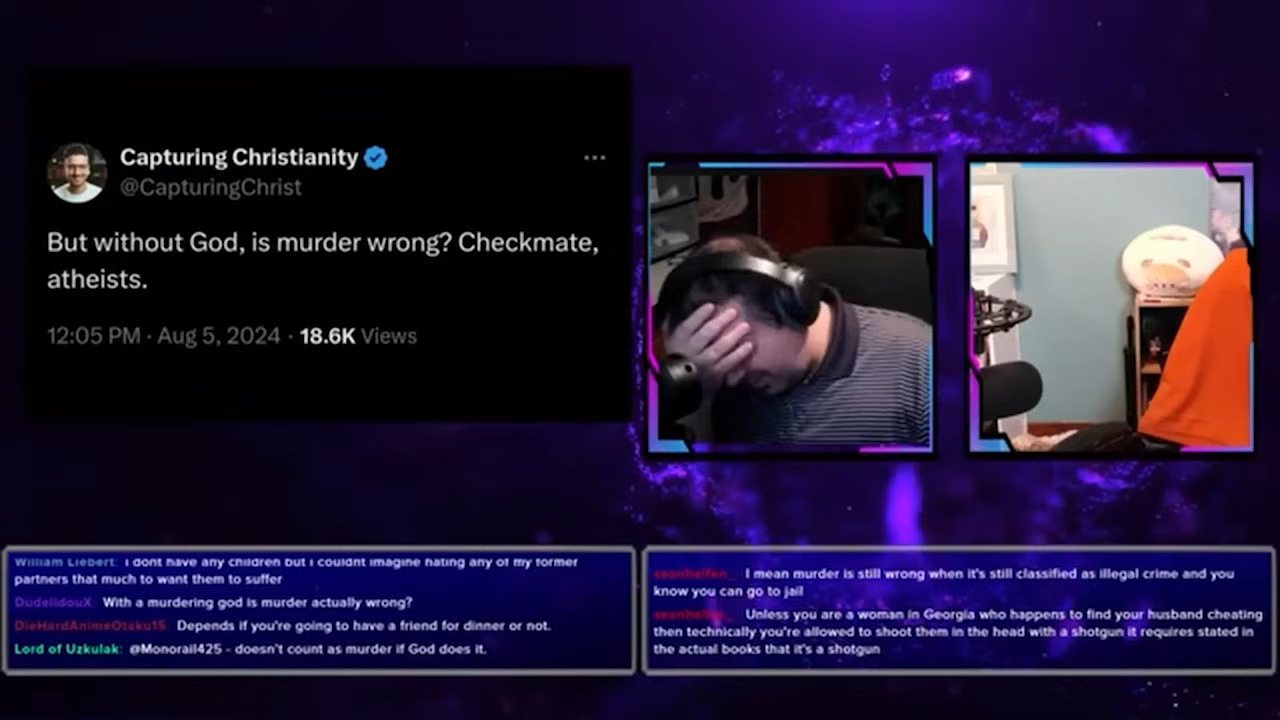 Capturing Christianity
@CapturingChrist
But without God, is murder wrong? Checkmate,
atheists.
12:05 PM · Aug 5, 2024 · 18.6K Views
William Liebert: I dont have any children but i couldnt imagine hating any of my former
partners that much to want them to suffer
DudelidouX: With a murdering god is murder actually wrong?
DieHardAnimeOtaku15: Depends if you're going to have a friend for dinner or not.
Lord of Uzkulak: @Monorail425 - doesn't count as murder if God does it.
I mean murder is still wrong when it's still classified as illegal crime and you
know you can go to jail
Unless you are a woman in Georgia who happens to find your husband cheating
then technically you're allowed to shoot them in the head with a shotgun it requires stated in
the actual books that it's a shotgun